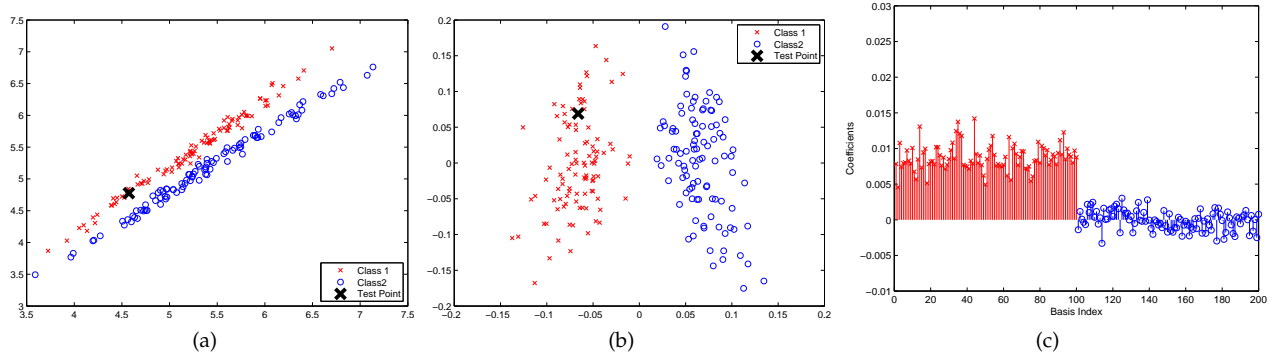 7.5
7
6.5
6
5.5
5
4.5
4
3.5
3
3.5 4 4.5 5 5.5 6 6.5 7 7.5
Class 1
Class2
Test Point
(a)
0.2
0.15
0.1
0.05
0
−0.05
−0.1
−0.15
−0.2
−0.2 −0.15 −0.1 −0.05 0 0.05 0.1 0.15 0.2
Class 1
Class2
Test Point
(b)
Coefficients
0.03
0.025
0.02
0.015
0.01
0.005
0
−0.005
−0.01
0 20 40 60 80 100 120 140 160 180 200
Basis Index
(c)